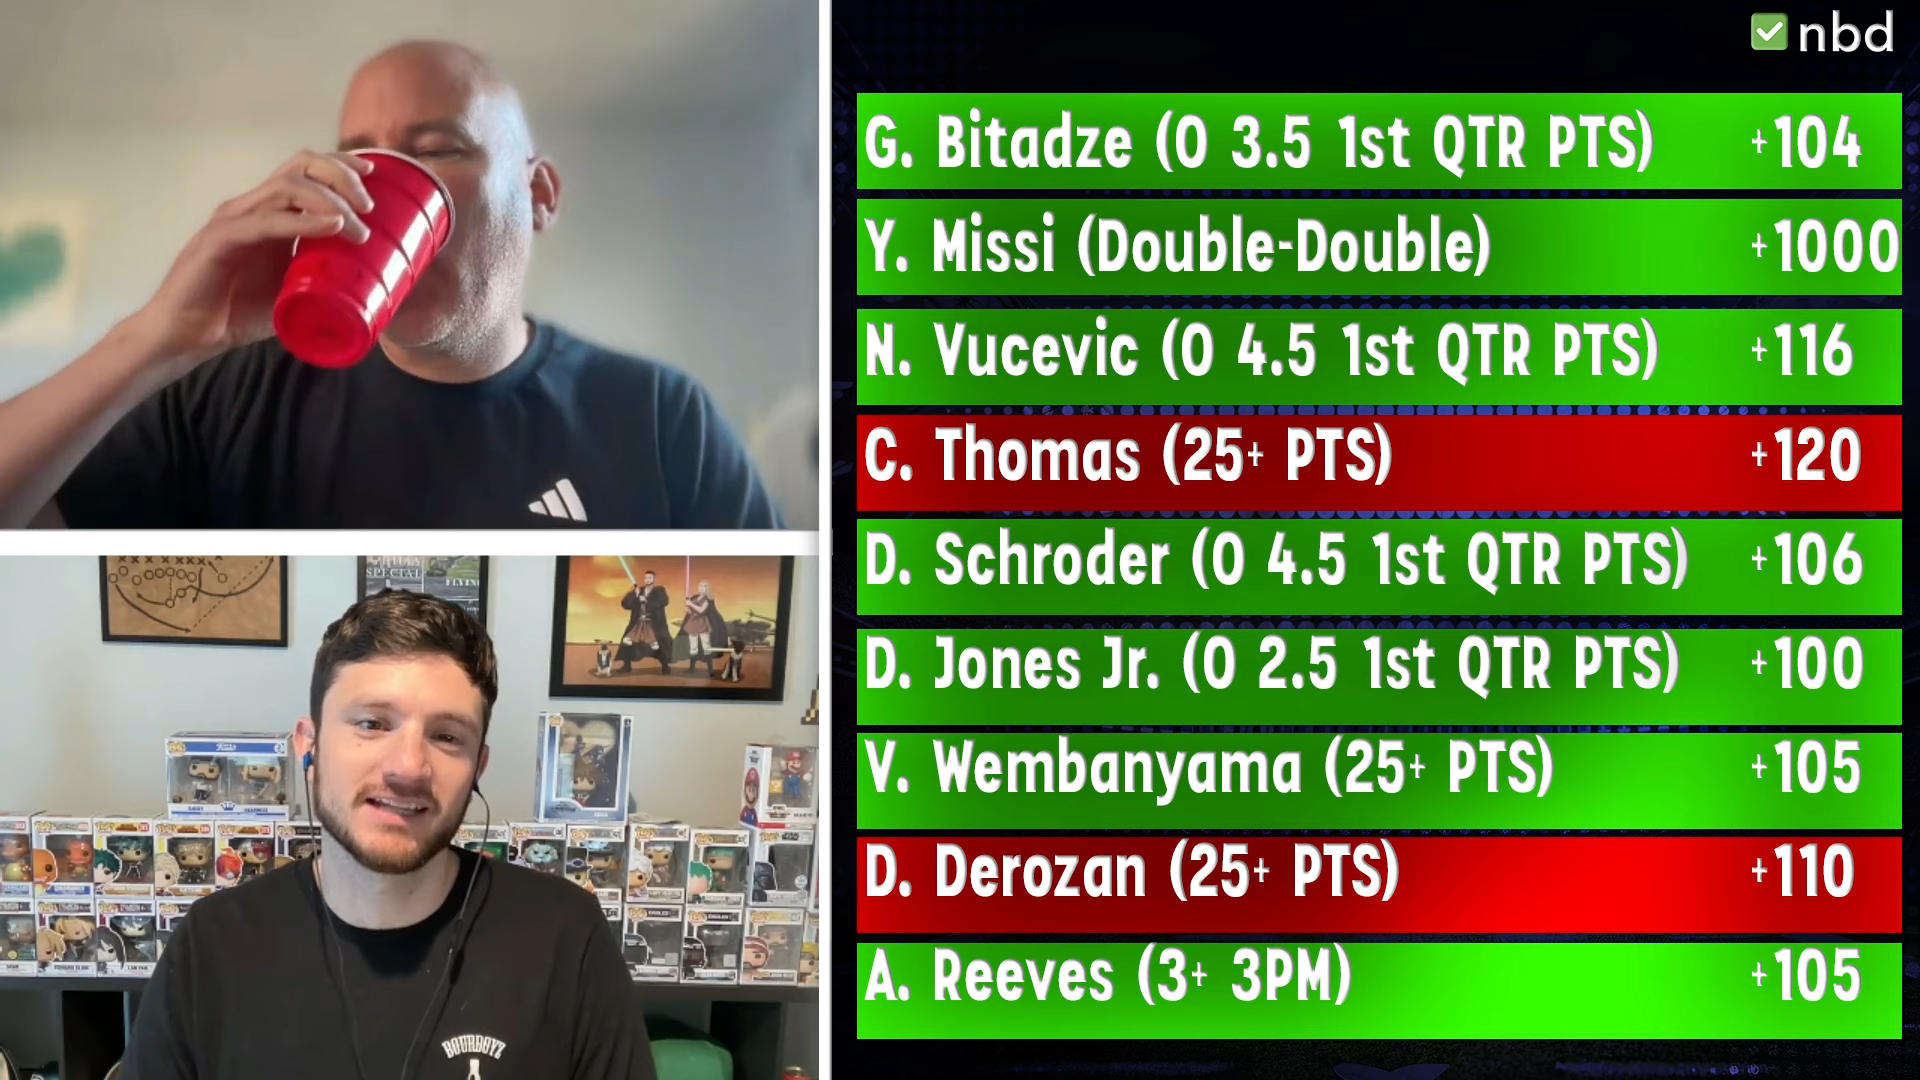 ✅ nbd
G. Bitadze (O 3.5 1st QTR PTS) +104
Y. Missi (Double-Double) +1000
N. Vucevic (O 4.5 1st QTR PTS) +116
C. Thomas (25+ PTS) +120
D. Schroder (O 4.5 1st QTR PTS) +106
D. Jones Jr. (O 2.5 1st QTR PTS) +100
V. Wembanyama (25+ PTS) +105
D. Derozan (25+ PTS) +110
A. Reeves (3+ 3PM) +105
SPECIAL
BOURBOYZ